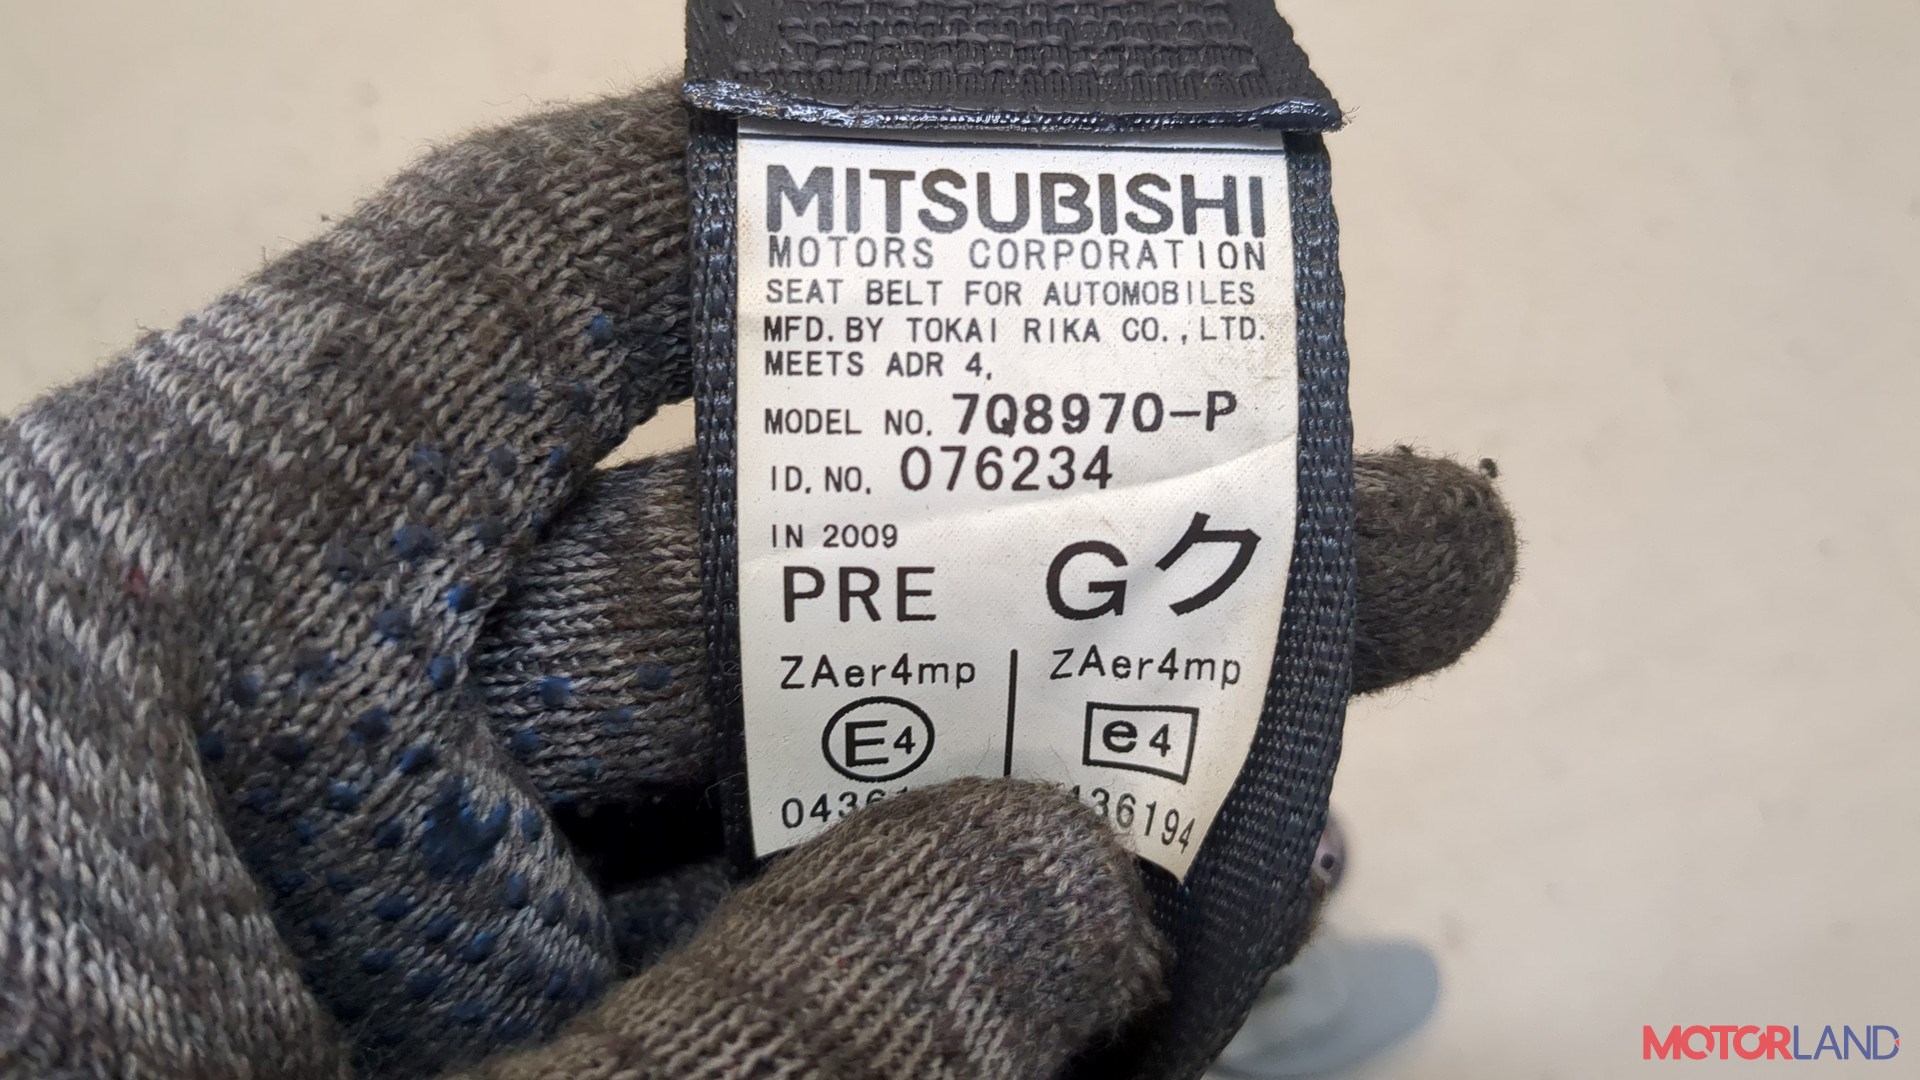 MITSUBISHI
MOTORS CORPORATION
SEAT BELT FOR AUTOMOBILES
MFD. BY TOKAI RIKA CO., LTD.
MEETS ADR 4,
MODEL NO. 7Q8970-P
ID. NO. 076234
IN 2009
PRE Gク
ZAer4mp ZAer4mp
E4 e4
MOTORLAND